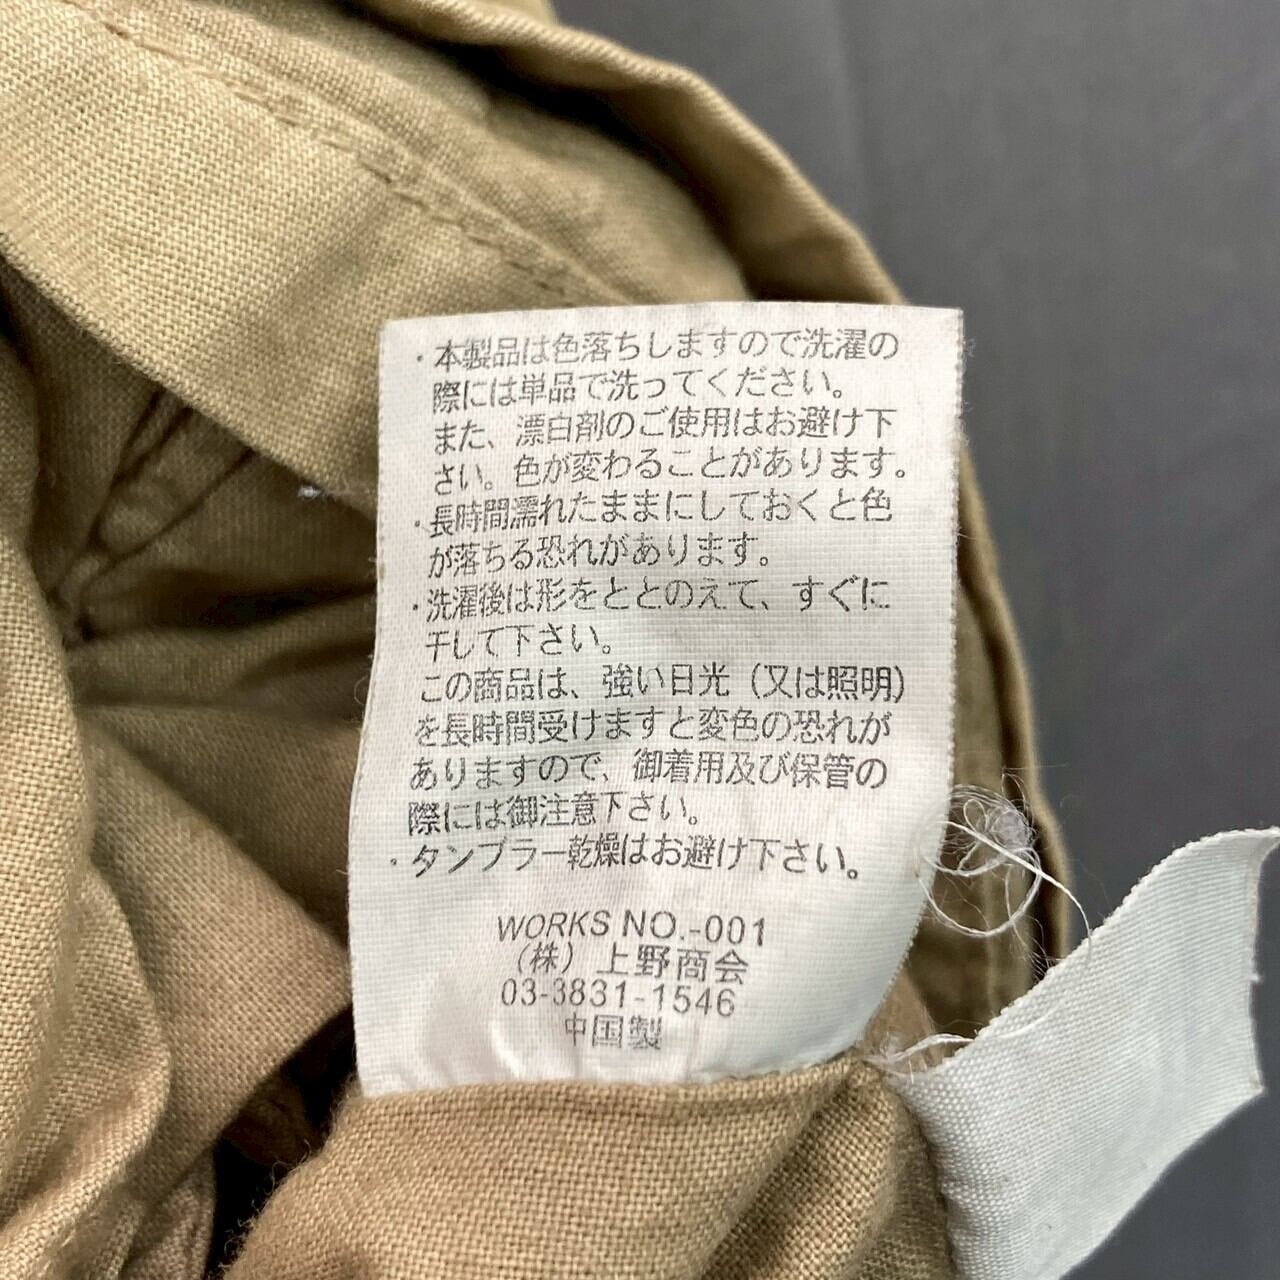 ・本製品は色落ちしますので洗濯の
際には単品で洗ってください。
また、漂白剤のご使用はお避け下
さい。色が変わることがあります。
・長時間濡れたままにしておくと色
が落ちる恐れがあります。
・洗濯後は形をととのえて、すぐに
干して下さい。
この商品は、強い日光（又は照明）
を長時間受けますと変色の恐れが
ありますので、御着用及び保管の
際には御注意下さい。
・タンブラー乾燥はお避け下さい。
WORKS NO.-001
（株）上野商会
03-3831-1546
中国製